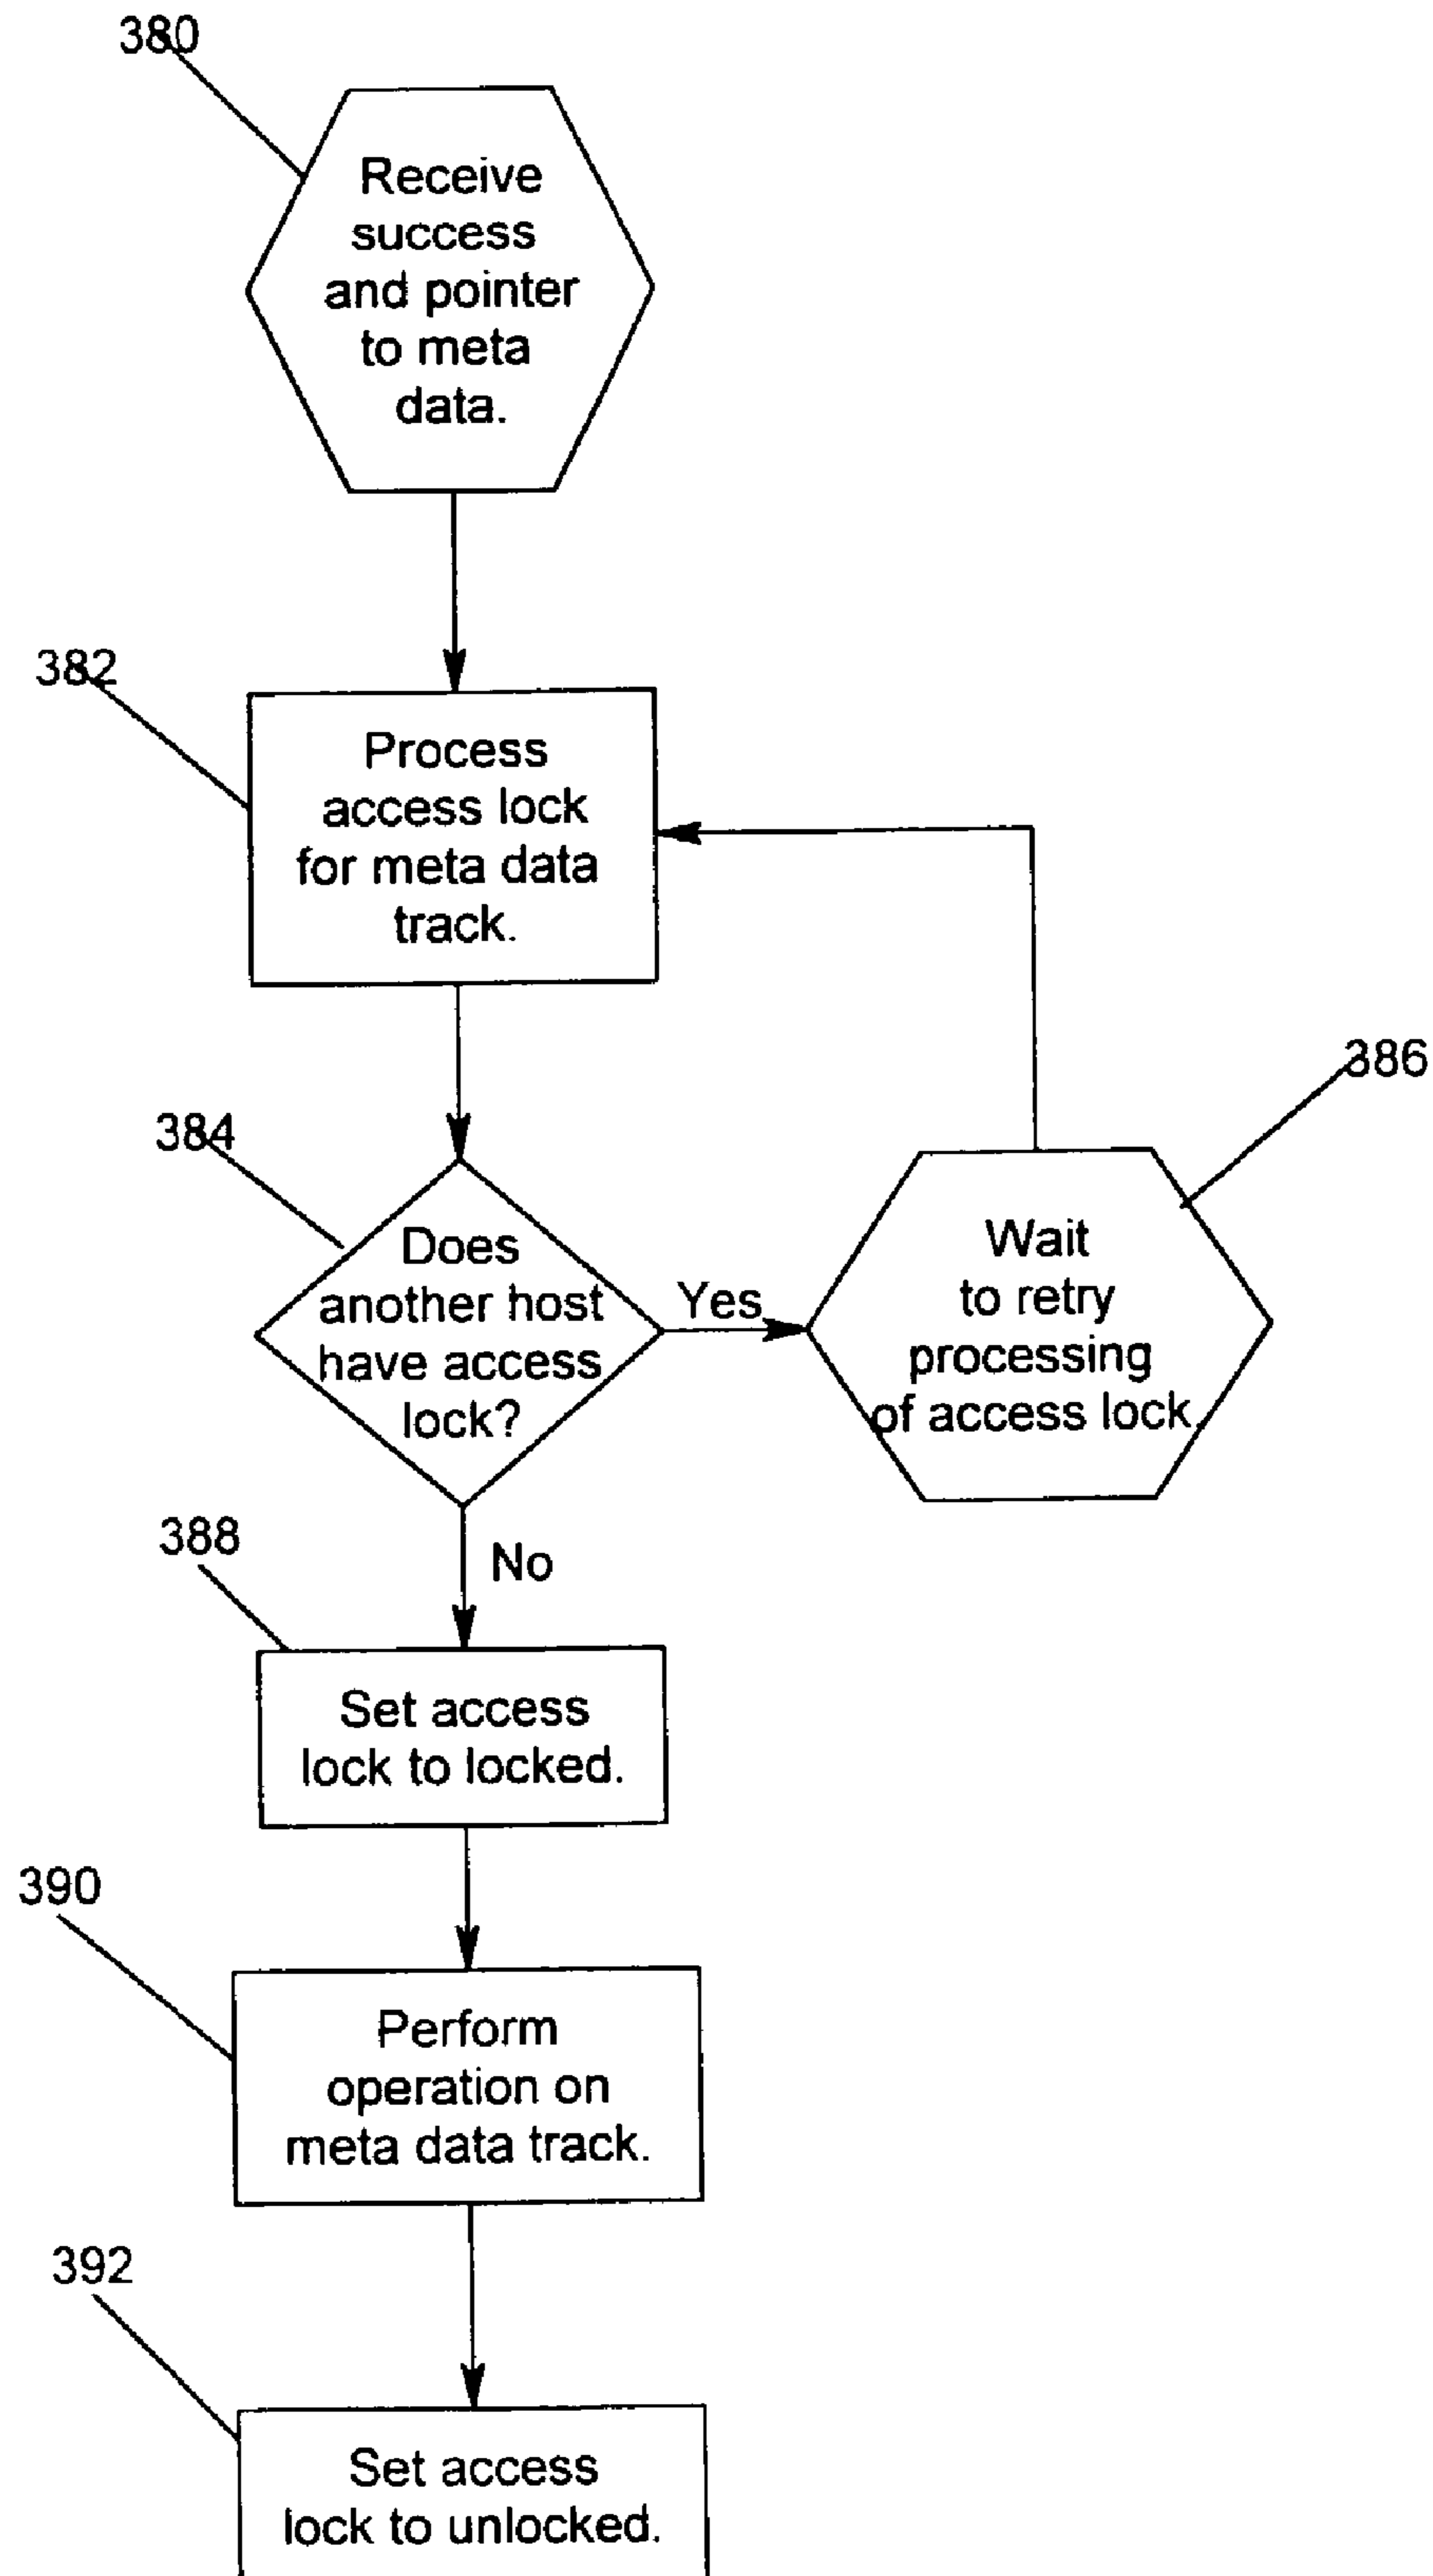 380
Receive
success
and pointer
to meta
data.
382
Process
access lock
for meta data
track.
384
Does
another host
have access
lock?
Yes
386
Wait
to retry
processing
of access lock.
No
388
Set access
lock to locked.
390
Perform
operation on
meta data track.
392
Set access
lock to unlocked.